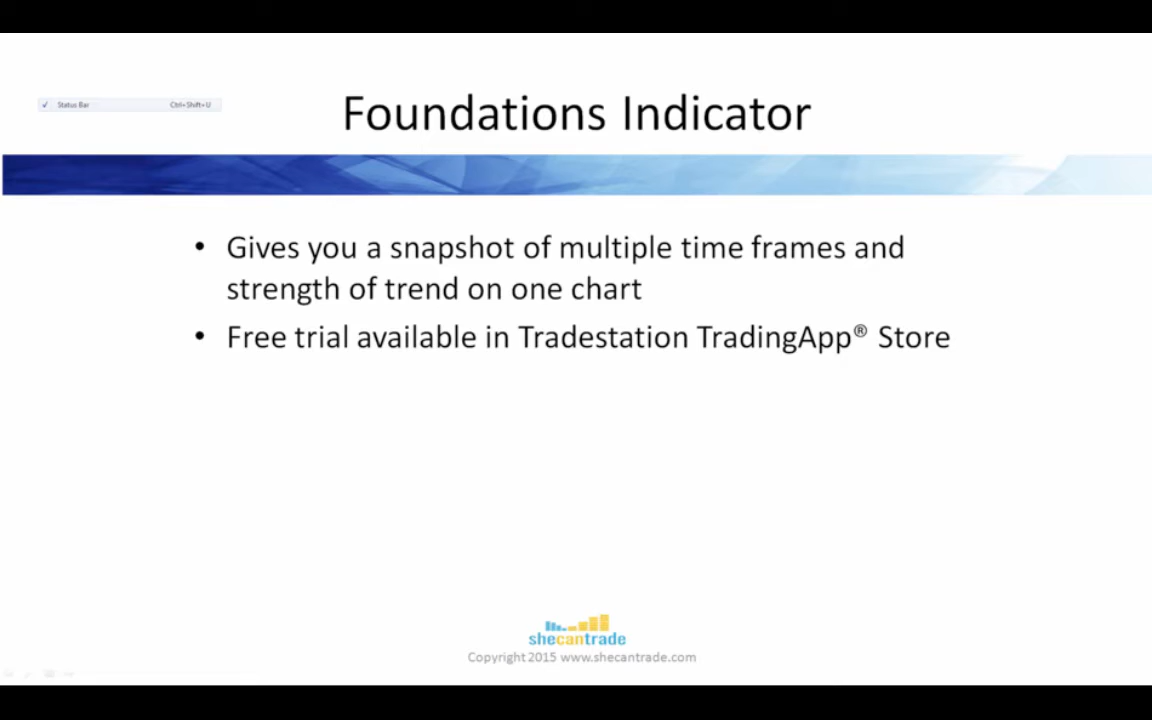 ✓ Status Bar Ctrl+Shift+U
Foundations Indicator
• Gives you a snapshot of multiple time frames and
strength of trend on one chart
• Free trial available in Tradestation TradingApp® Store
shecantrade
Copyright 2015 www.shecantrade.com